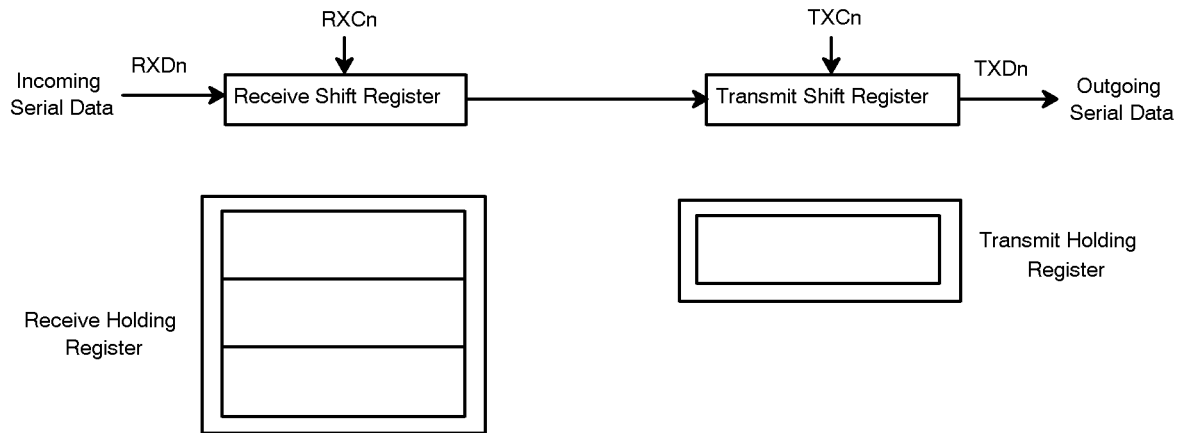 RXCn
TXCn
RXDn
TXDn
Incoming
Serial Data
Receive Shift Register
Transmit Shift Register
Outgoing
Serial Data
Transmit Holding
Register
Receive Holding
Register